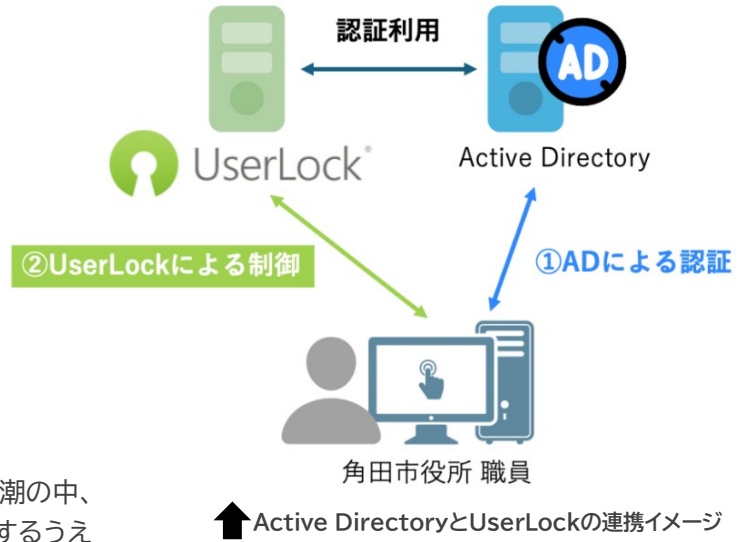 認証利用
AD
UserLock
Active Directory
②UserLockによる制御
①ADによる認証
角田市役所 職員
潮の中、
するうえ
Active DirectoryとUserLockの連携イメージ